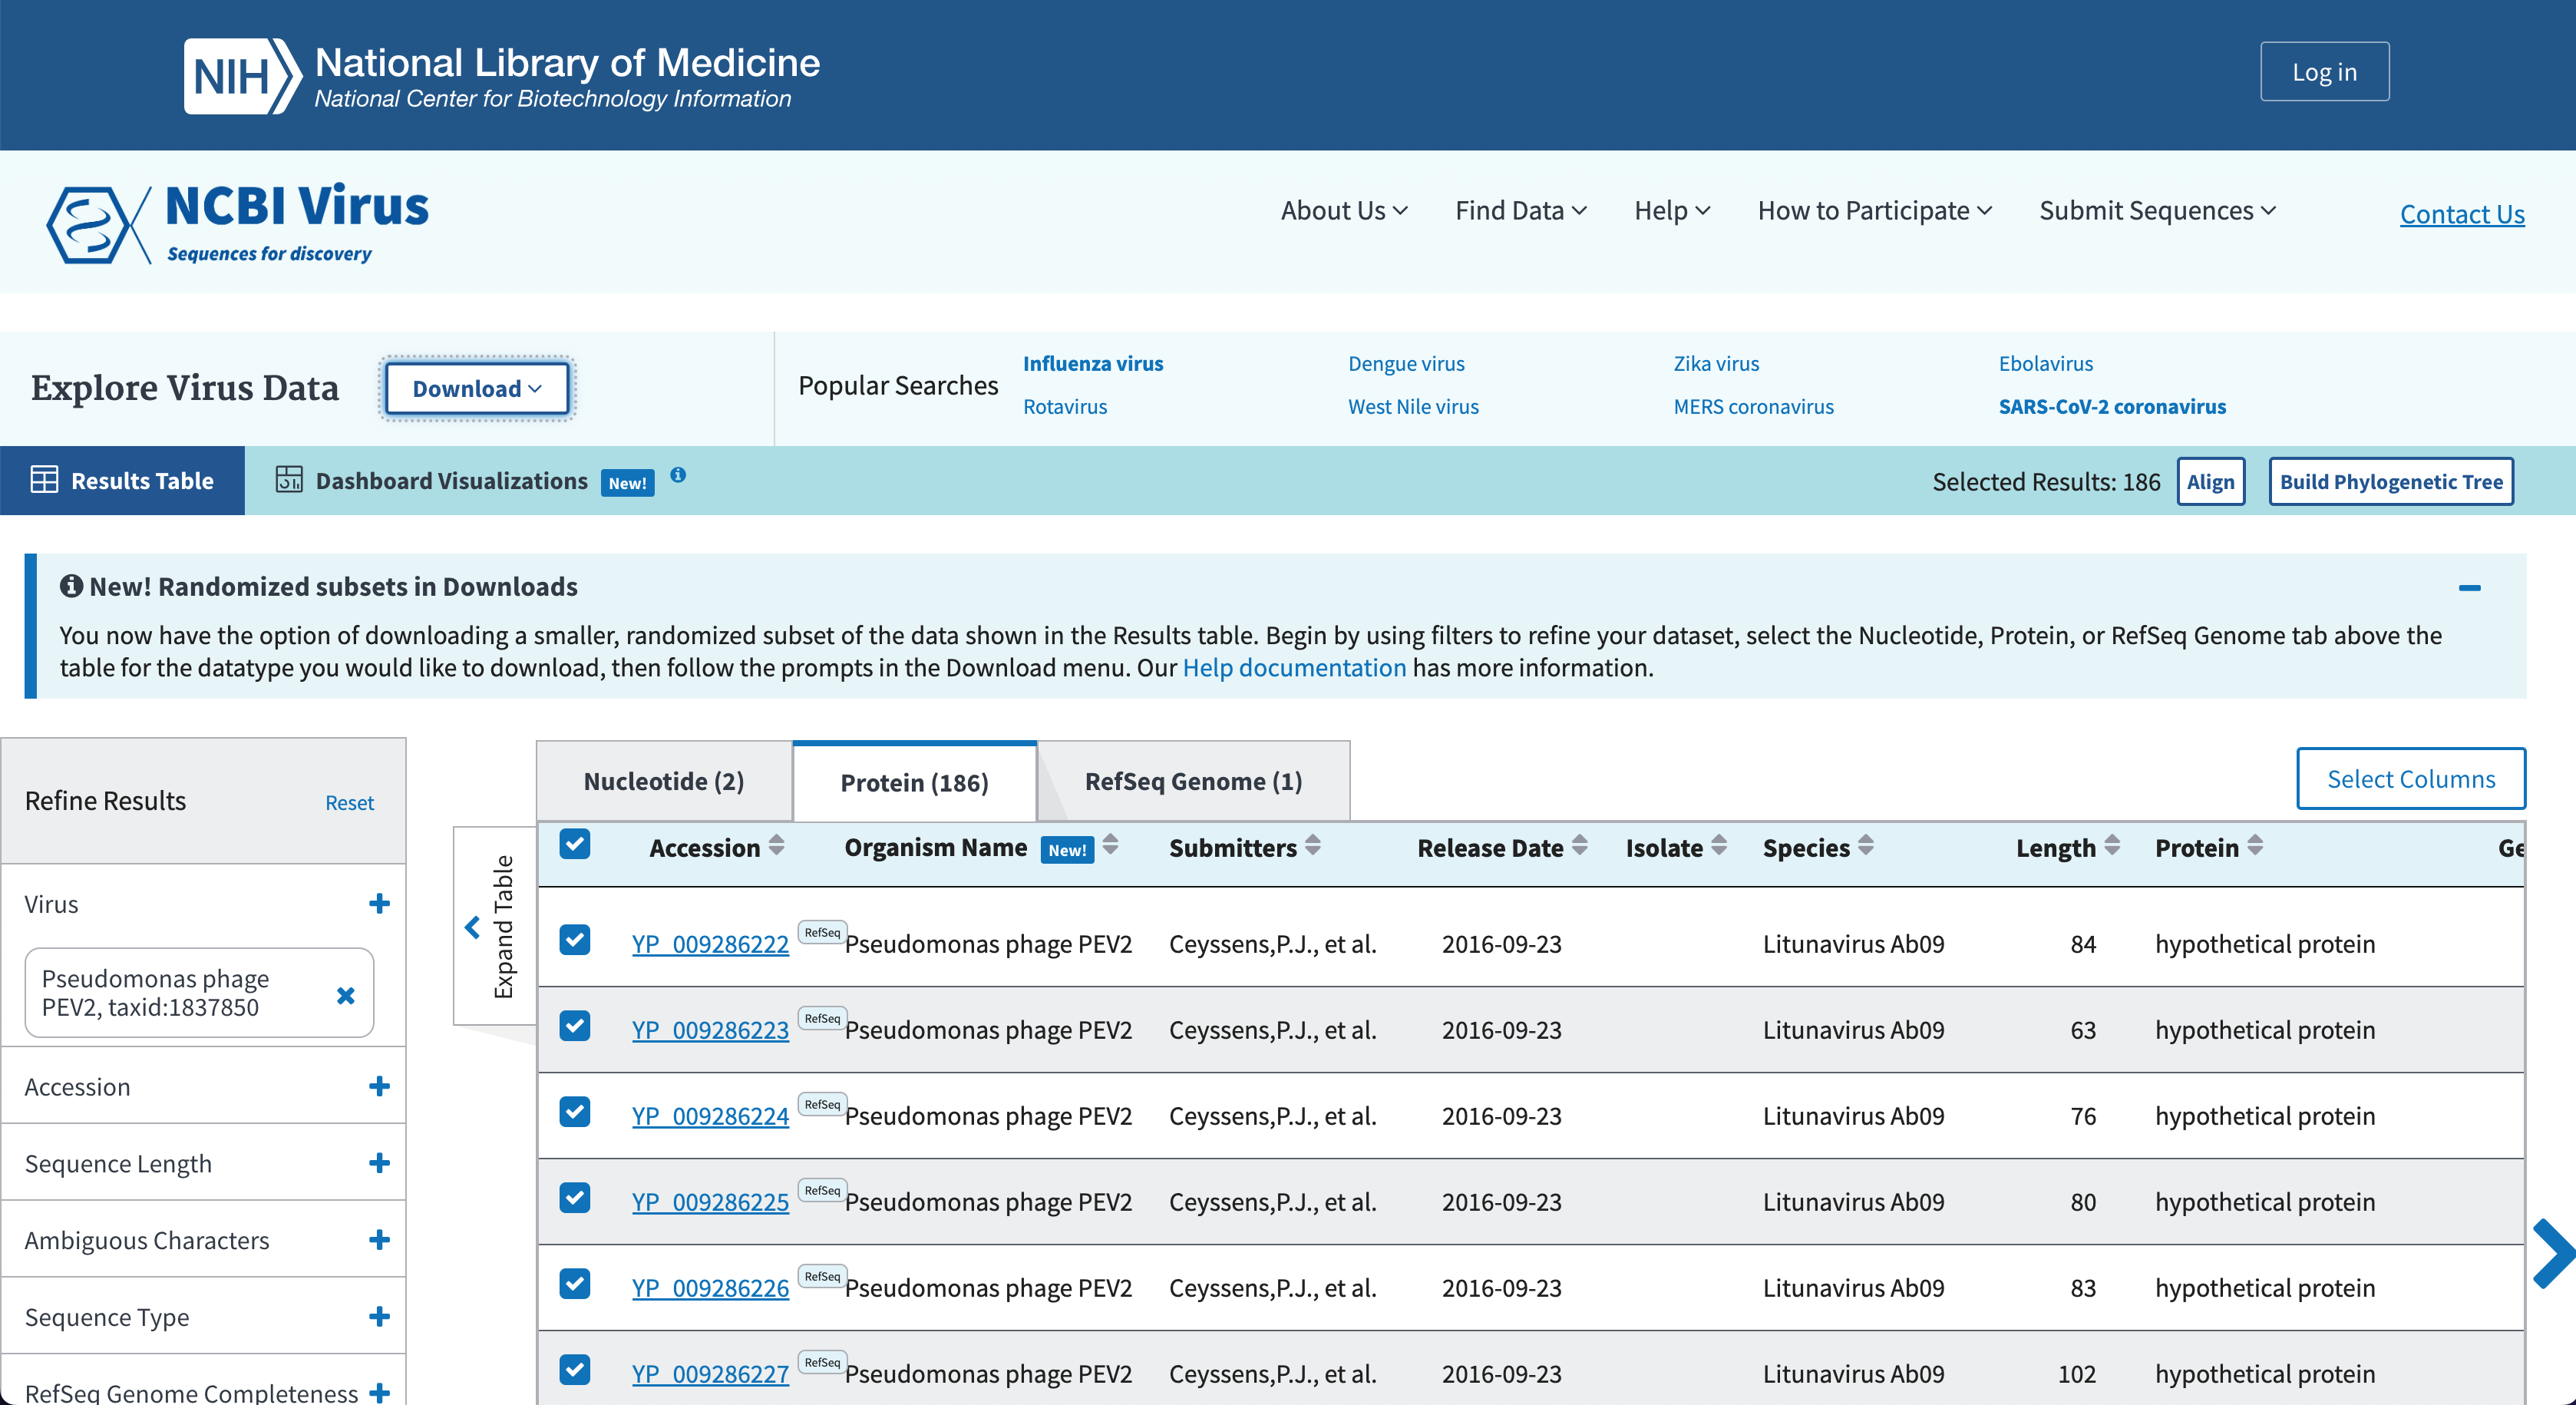 NIH National Library of Medicine
National Center for Biotechnology Information
Log in
NCBI Virus
Sequences for discovery
About Us Find Data Help How to Participate Submit Sequences Contact Us
Explore Virus Data Download
Popular Searches
Influenza virus Dengue virus Zika virus Ebolavirus
Rotavirus West Nile virus MERS coronavirus SARS-CoV-2 coronavirus
Results Table Dashboard Visualizations New! Selected Results: 186 Align Build Phylogenetic Tree
New! Randomized subsets in Downloads
You now have the option of downloading a smaller, randomized subset of the data shown in the Results table. Begin by using filters to refine your dataset, select the Nucleotide, Protein, or RefSeq Genome tab above the
table for the datatype you would like to download, then follow the prompts in the Download menu. Our Help documentation has more information.
Refine Results Reset
Virus
Pseudomonas phage
PEV2, taxid:1837850
Accession
Sequence Length
Ambiguous Characters
Sequence Type
RefSeq Genome Completeness
Expand Table
Nucleotide (2) Protein (186) RefSeq Genome (1) Select Columns
Accession Organism Name New! Submitters Release Date Isolate Species Length Protein Ge
YP_009286222 RefSeq Pseudomonas phage PEV2 Ceyssens,P.J., et al. 2016-09-23 Litunavirus Ab09 84 hypothetical protein
YP_009286223 RefSeq Pseudomonas phage PEV2 Ceyssens,P.J., et al. 2016-09-23 Litunavirus Ab09 63 hypothetical protein
YP_009286224 RefSeq Pseudomonas phage PEV2 Ceyssens,P.J., et al. 2016-09-23 Litunavirus Ab09 76 hypothetical protein
YP_009286225 RefSeq Pseudomonas phage PEV2 Ceyssens,P.J., et al. 2016-09-23 Litunavirus Ab09 80 hypothetical protein
YP_009286226 RefSeq Pseudomonas phage PEV2 Ceyssens,P.J., et al. 2016-09-23 Litunavirus Ab09 83 hypothetical protein
YP_009286227 RefSeq Pseudomonas phage PEV2 Ceyssens,P.J., et al. 2016-09-23 Litunavirus Ab09 102 hypothetical protein